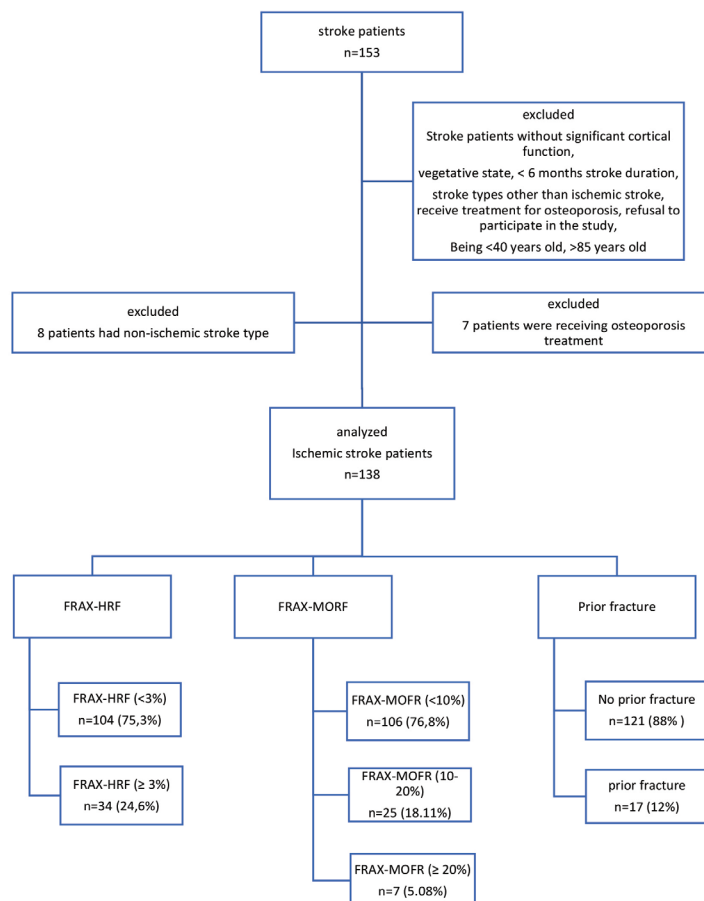 stroke patients
n=153
excluded
Stroke patients without significant cortical
function,
vegetative state, < 6 months stroke duration,
stroke types other than ischemic stroke,
receive treatment for osteoporosis, refusal to
participate in the study,
Being <40 years old, >85 years old
excluded
8 patients had non-ischemic stroke type
excluded
7 patients were receiving osteoporosis
treatment
analyzed
Ischemic stroke patients
n=138
FRAX-HRF
FRAX-MORF
Prior fracture
FRAX-HRF (<3%)
n=104 (75,3%)
FRAX-MOFR (<10%)
n=106 (76,8%)
No prior fracture
n=121 (88% )
FRAX-HRF (≥ 3%)
n=34 (24,6%)
FRAX-MOFR (10-
20%)
n=25 (18.11%)
prior fracture
n=17 (12%)
FRAX-MOFR (≥ 20%)
n=7 (5.08%)